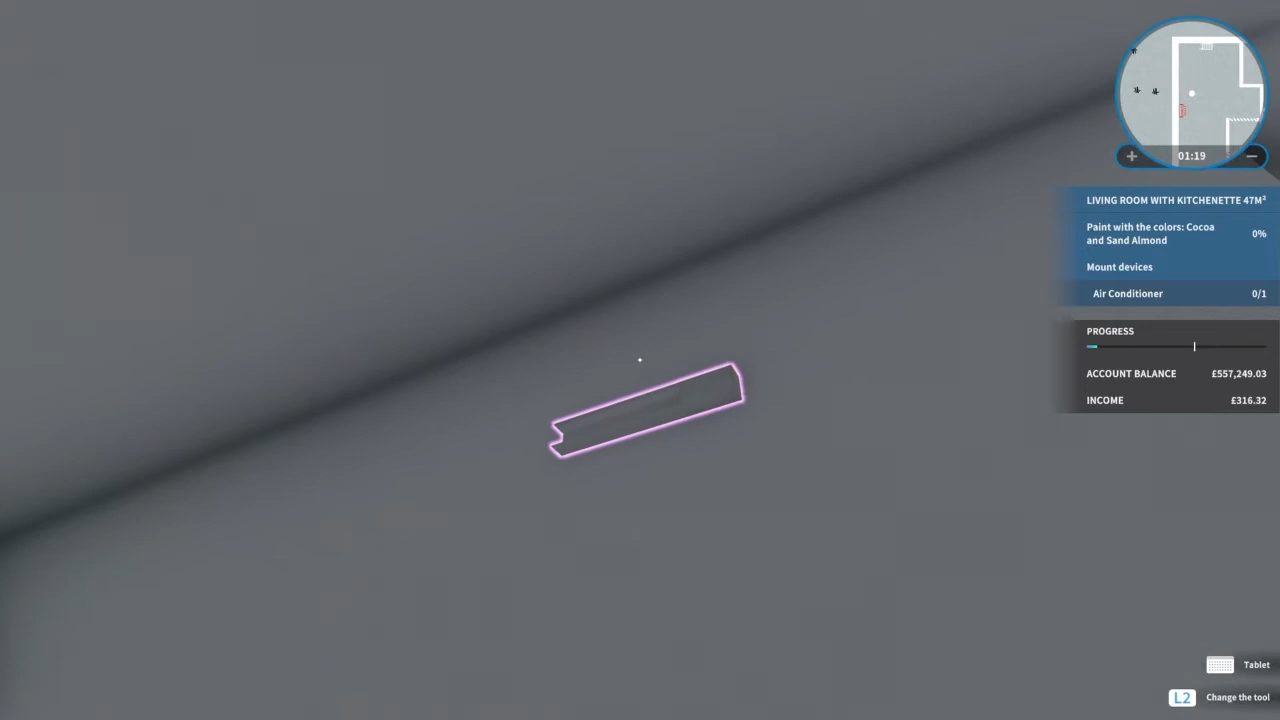 + 01:19 −
LIVING ROOM WITH KITCHENETTE 47M²
Paint with the colors: Cocoa
and Sand Almond 0%
Mount devices
Air Conditioner 0/1
PROGRESS
ACCOUNT BALANCE £557,249.03
INCOME £316.32
Tablet
L2 Change the tool